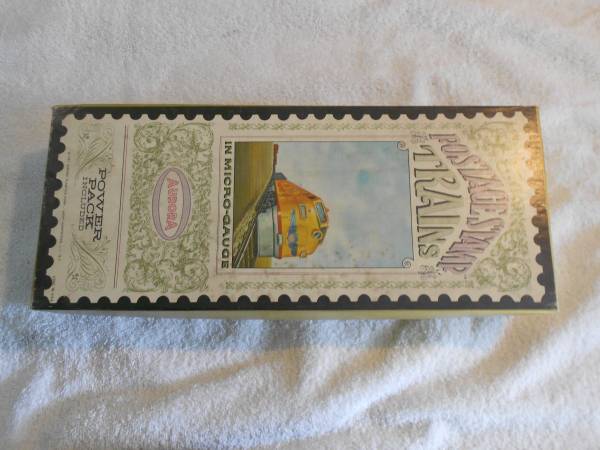 POSTAGE STAMP
TRAINS
IN MICRO-GAUGE
AURORA
POWER
PACK
INCLUDED